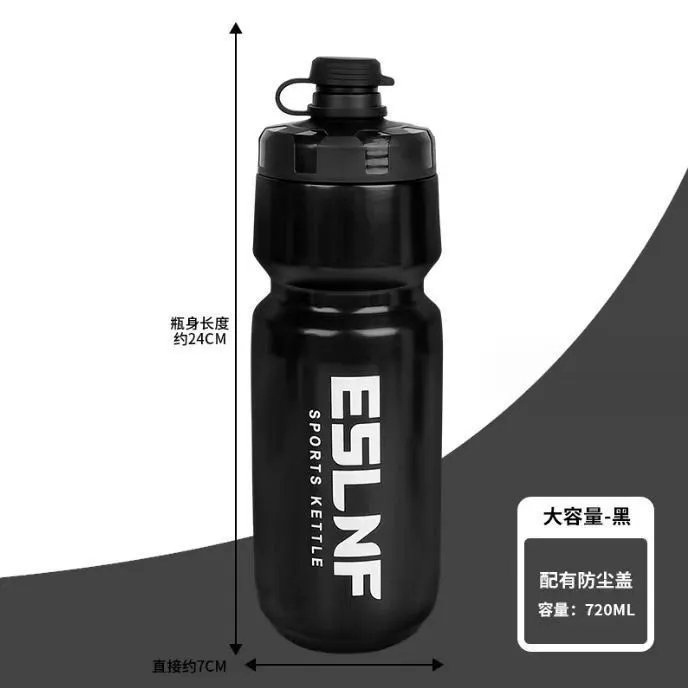 瓶身长度
约24CM
ESLNF
SPORTS KETTLE
大容量-黑
配有防尘盖
容量：720ML
直接约7CM